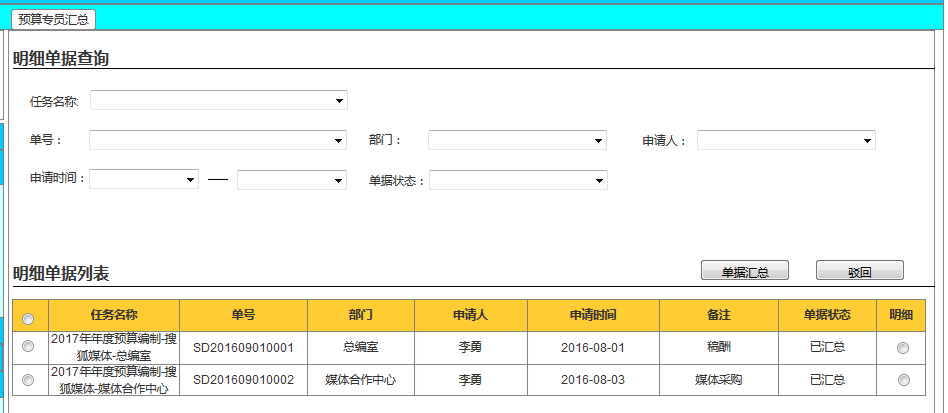 预算专员汇总
明细单据查询
任务名称:
单号： 部门： 申请人：
申请时间： — 单据状态：
明细单据列表 单据汇总 驳回
任务名称 单号 部门 申请人 申请时间 备注 单据状态 明细
2017年年度预算编制-搜
狐媒体-总编室 SD201609010001 总编室 李勇 2016-08-01 稿酬 已汇总
2017年年度预算编制-搜
狐媒体-媒体合作中心 SD201609010002 媒体合作中心 李勇 2016-08-03 媒体采购 已汇总